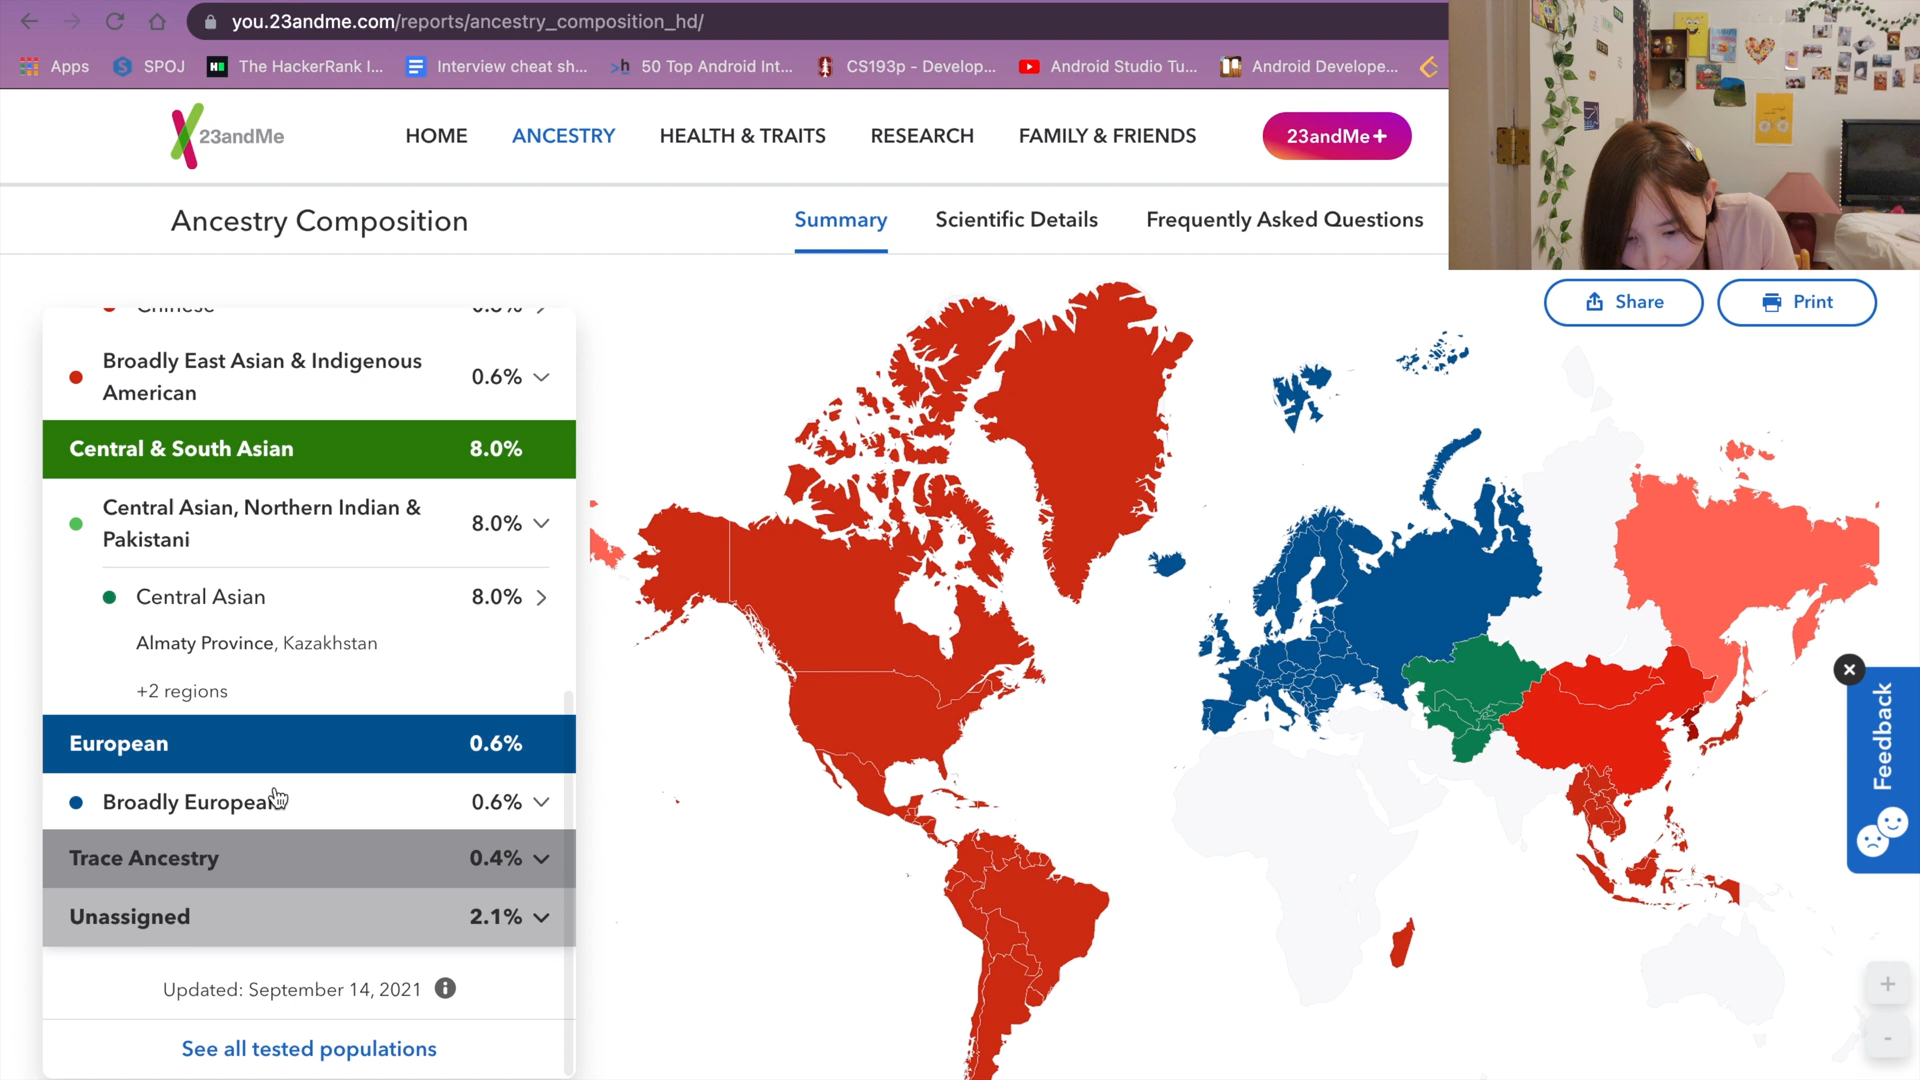 you.23andme.com/reports/ancestry_composition_hd/
Apps SPOJ The HackerRank I... Interview cheat sh... 50 Top Android Int... CS193p - Develop... Android Studio Tu... Android Develope...
23andMe HOME ANCESTRY HEALTH & TRAITS RESEARCH FAMILY & FRIENDS 23andMe+
Ancestry Composition Summary Scientific Details Frequently Asked Questions
Share Print
Chinese
Broadly East Asian & Indigenous
American 0.6%
Central & South Asian 8.0%
Central Asian, Northern Indian &
Pakistani 8.0%
Central Asian 8.0%
Almaty Province, Kazakhstan
+2 regions
European 0.6%
Broadly European 0.6%
Trace Ancestry 0.4%
Unassigned 2.1%
Updated: September 14, 2021
See all tested populations
Feedback